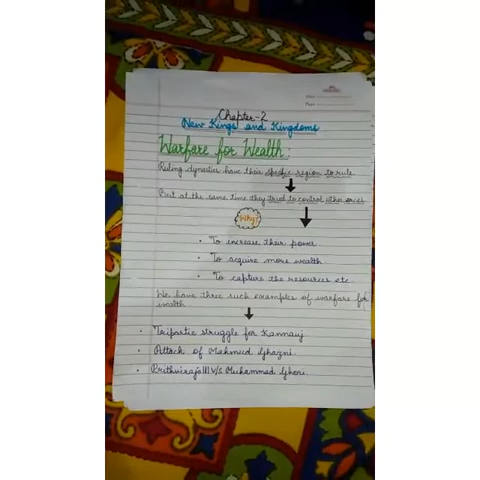 Chapter-2
New Kings and Kingdoms
Warfare for Wealth:
Ruling dynasties have their specific region to rule
But at the same time they tried to control other areas
Why?
• To increase their power
• To acquire more wealth
• To capture the resources etc.
We have three such examples of warfare for
wealth.
• Tripartie struggle for Kannauj
• Attack of Mahmud Ghazni.
• Prithviraj III V/S Muhammad Ghori.